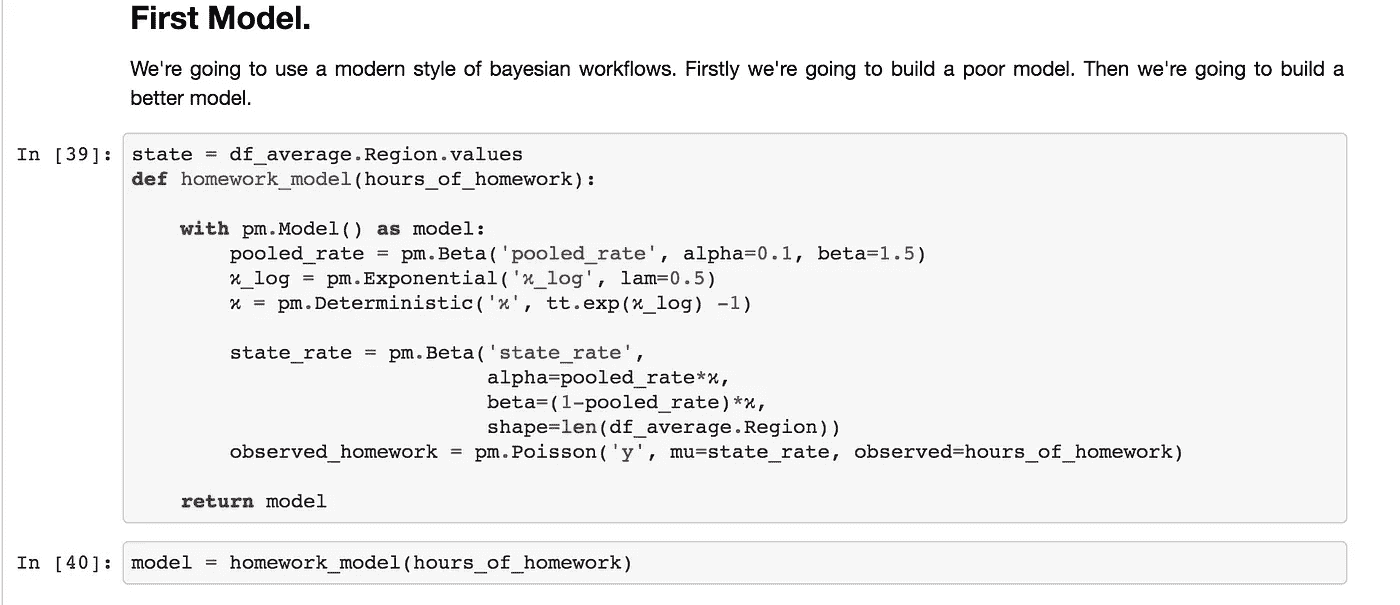 First Model.
We're going to use a modern style of bayesian workflows. Firstly we're going to build a poor model. Then we're going to build a
better model.
In [39]: state = df_average.Region.values
def homework_model(hours_of_homework):
with pm.Model() as model:
pooled_rate = pm.Beta('pooled_rate', alpha=0.1, beta=1.5)
ϰ_log = pm.Exponential('ϰ_log', lam=0.5)
ϰ = pm.Deterministic('ϰ', tt.exp(ϰ_log) -1)
state_rate = pm.Beta('state_rate',
alpha=pooled_rate*ϰ,
beta=(1-pooled_rate)*ϰ,
shape=len(df_average.Region))
observed_homework = pm.Poisson('y', mu=state_rate, observed=hours_of_homework)
return model
In [40]: model = homework_model(hours_of_homework)